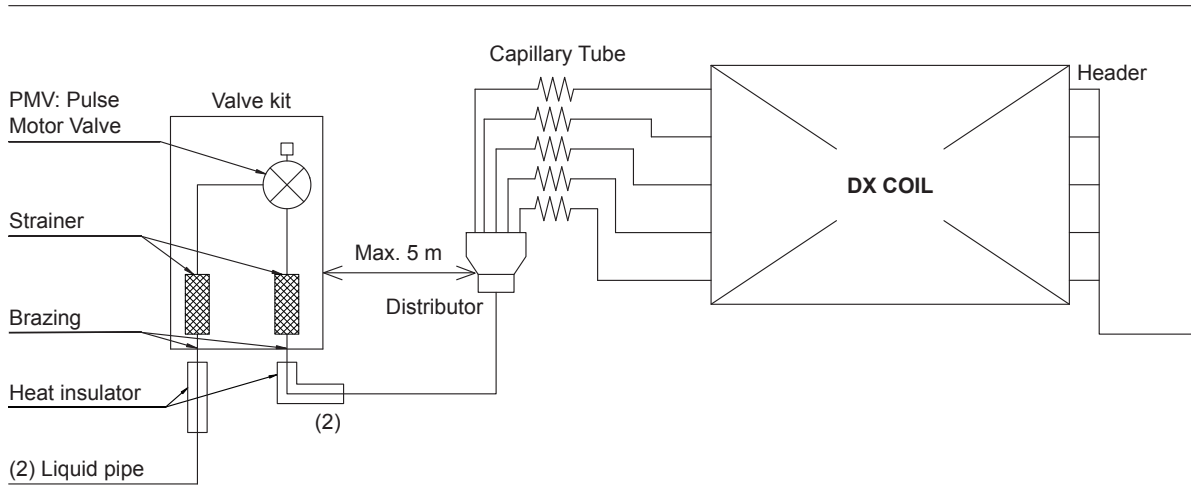 Capillary Tube
Header
PMV: Pulse
Motor Valve
Valve kit
DX COIL
Strainer
Max. 5 m
Distributor
Brazing
Heat insulator
(2)
(2) Liquid pipe